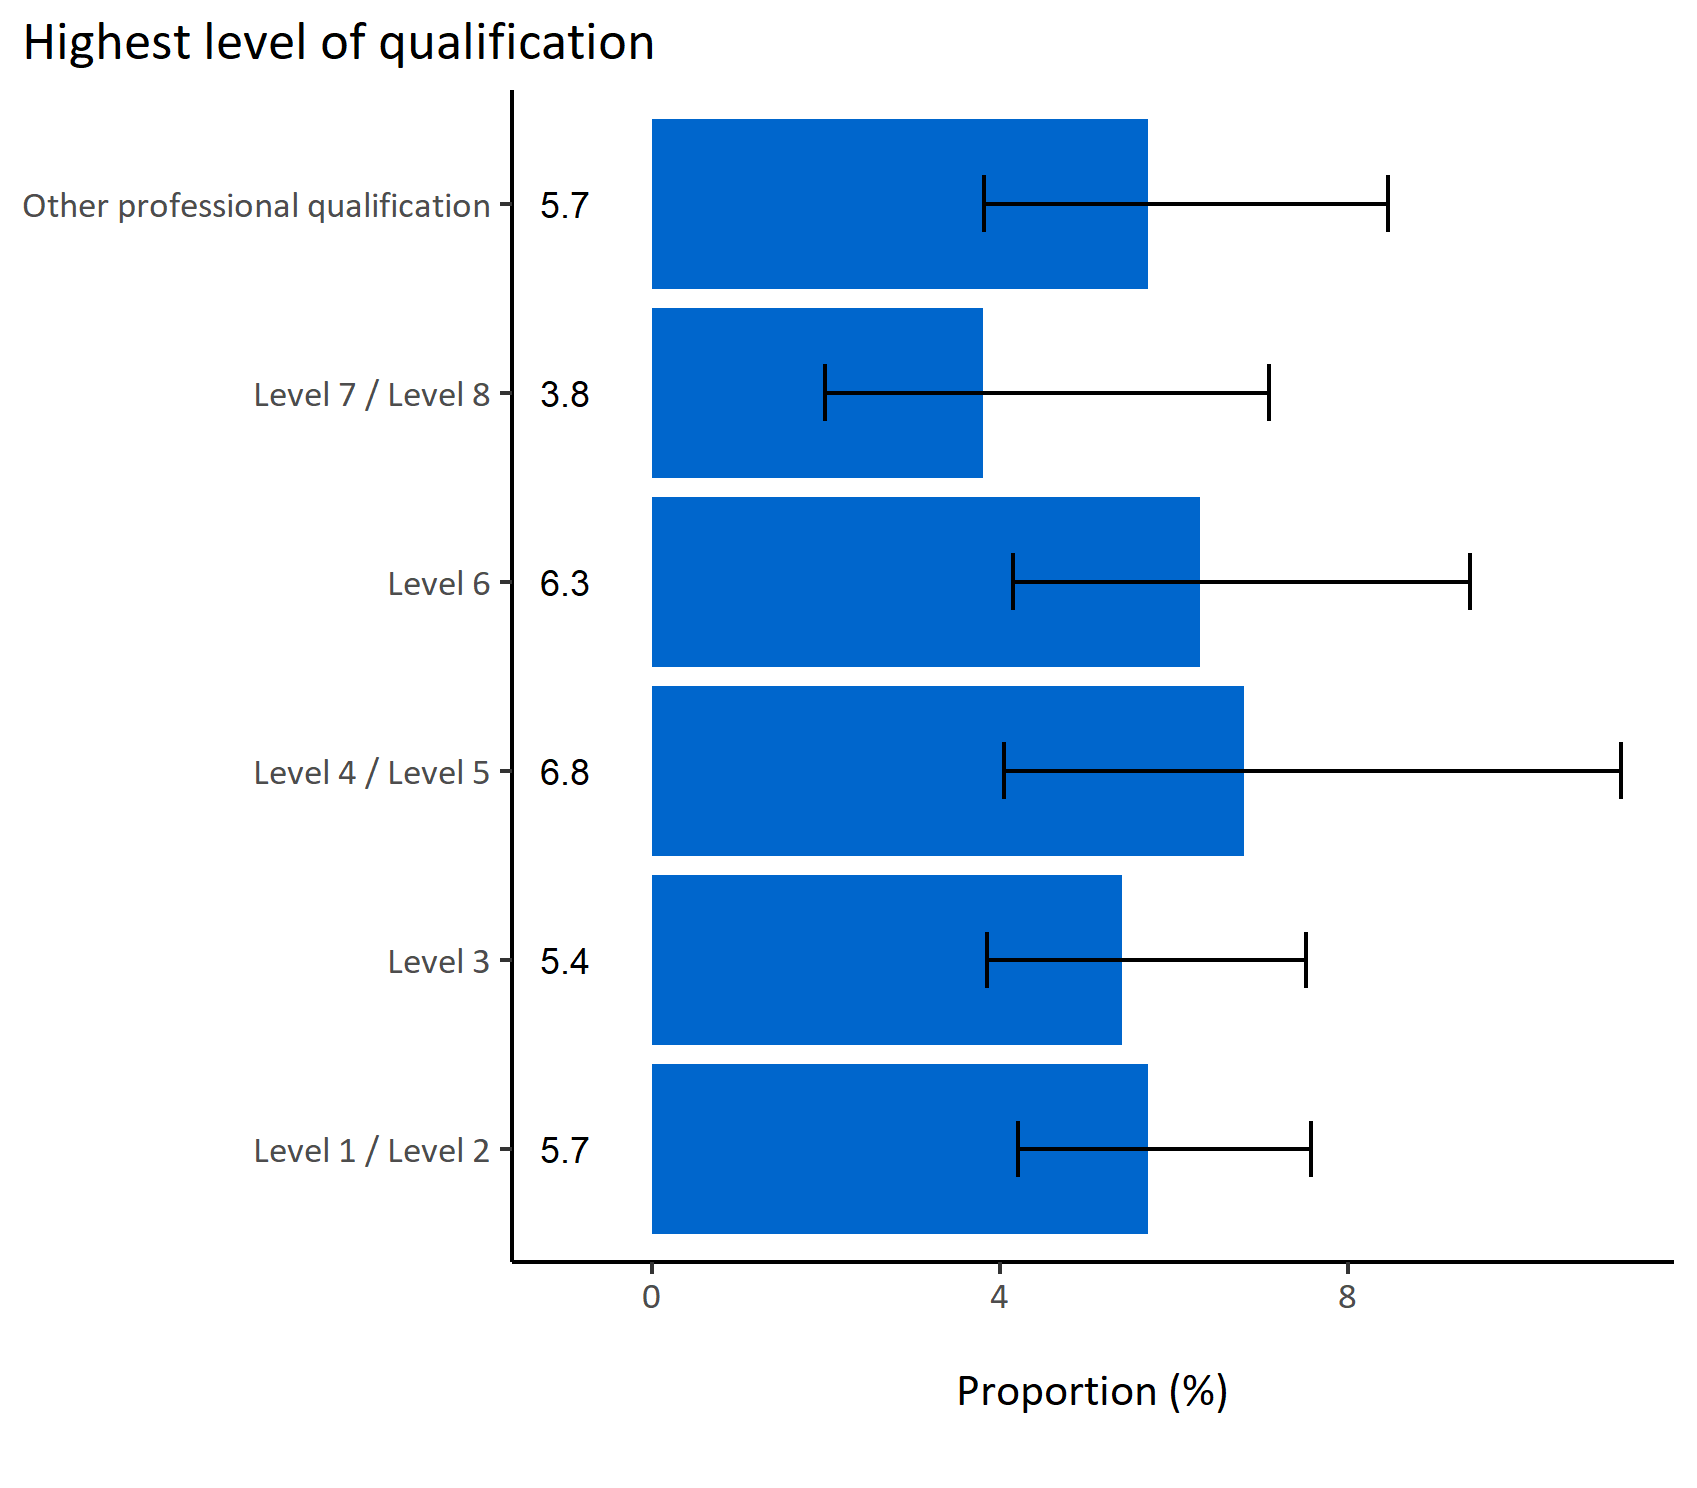 Highest level of qualification
Other professional qualification 5.7
Level 7 / Level 8 3.8
Level 6 6.3
Level 4 / Level 5 6.8
Level 3 5.4
Level 1 / Level 2 5.7
0 4 8
Proportion (%)